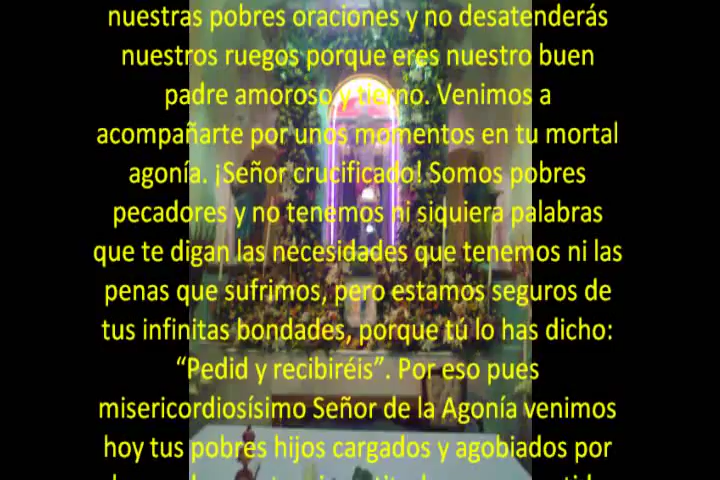 nuestras pobres oraciones y no desatenderás
nuestros ruegos porque eres nuestro buen
padre amoroso y tierno. Venimos a
acompañarte por unos momentos en tu mortal
agonía. ¡Señor crucificado! Somos pobres
pecadores y no tenemos ni siquiera palabras
que te digan las necesidades que tenemos ni las
penas que sufrimos, pero estamos seguros de
tus infinitas bondades, porque tú lo has dicho:
“Pedid y recibiréis”. Por eso pues
misericordiosísimo Señor de la Agonía venimos
hoy tus pobres hijos cargados y agobiados por